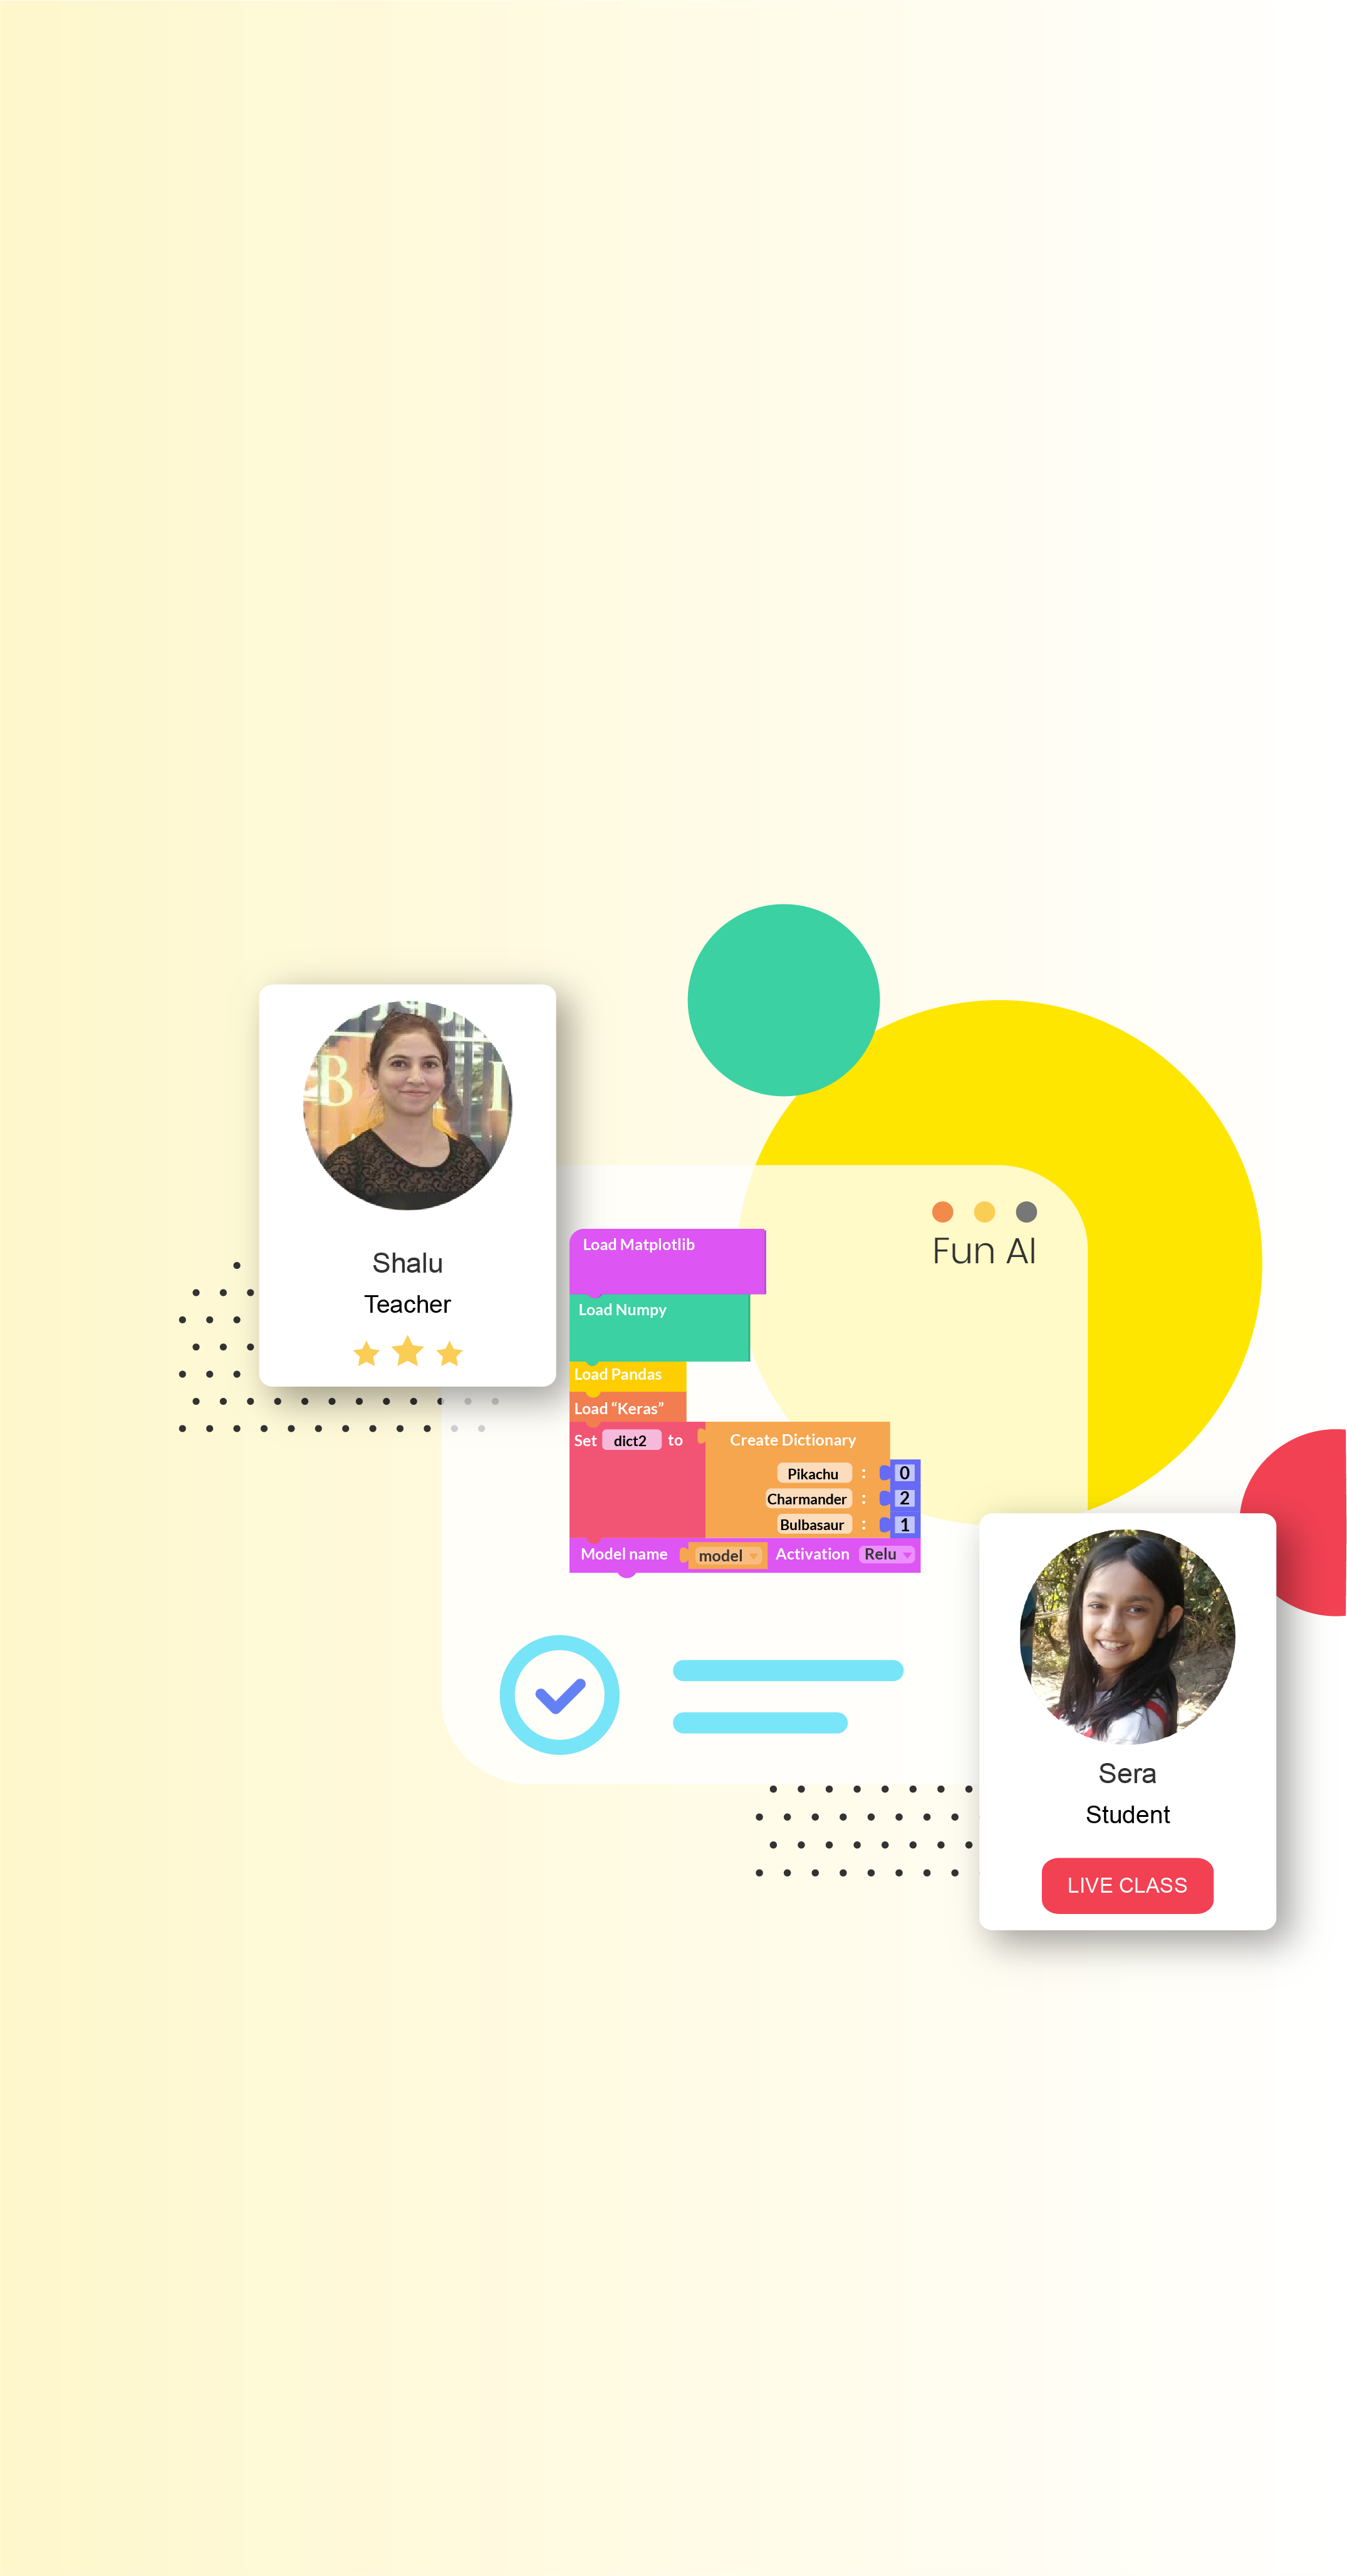 Shalu
Teacher
Fun AI
Load Matplotlib
Load Numpy
Load Pandas
Load “Keras”
Set dict2 to Create Dictionary
Pikachu : 0
Charmander : 2
Bulbasaur : 1
Model name model Activation Relu
Sera
Student
LIVE CLASS